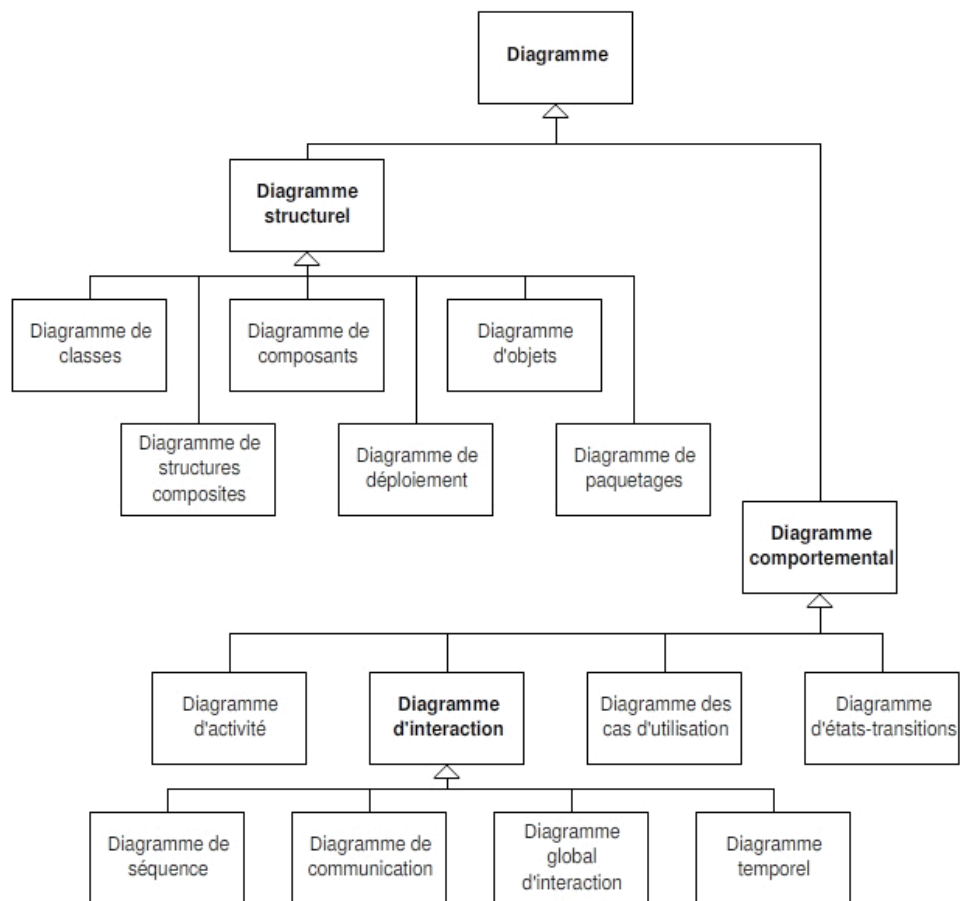 Diagramme
Diagramme
structurel
Diagramme de
classes
Diagramme de
composants
Diagramme
d'objets
Diagramme de
structures
composites
Diagramme de
déploiement
Diagramme de
paquetages
Diagramme
comportemental
Diagramme
d'activité
Diagramme
d'interaction
Diagramme des
cas d'utilisation
Diagramme
d'états-transitions
Diagramme de
séquence
Diagramme de
communication
Diagramme
global
d'interaction
Diagramme
temporel